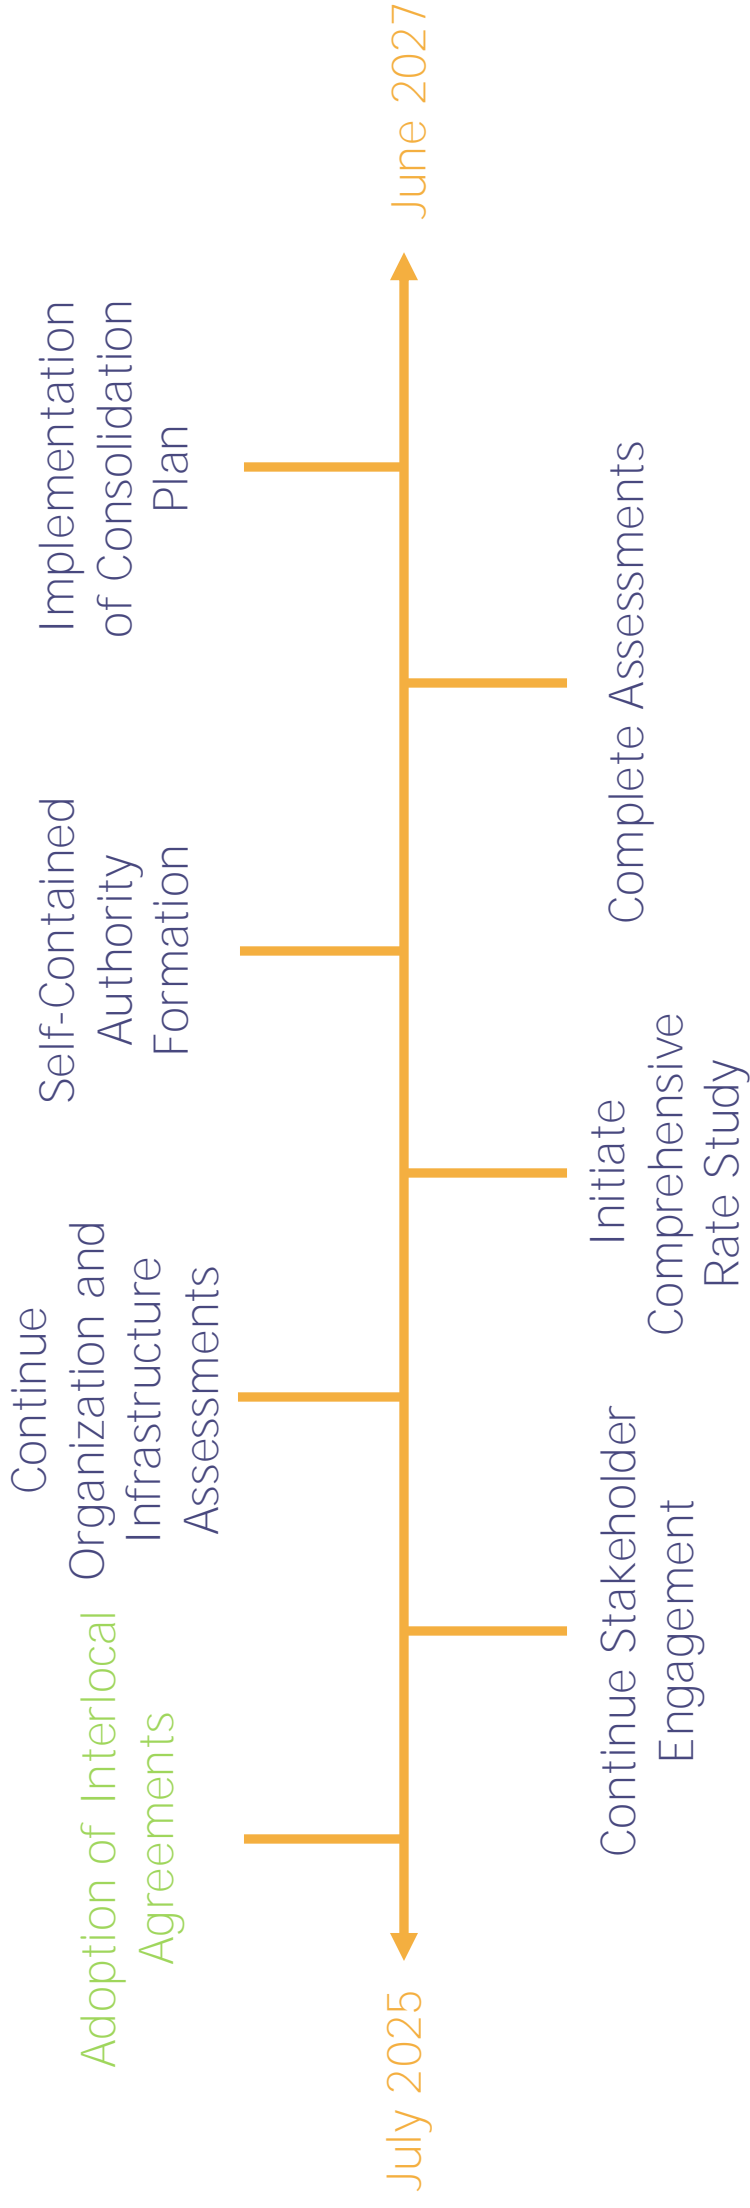 July 2025
Adoption of Interlocal
Agreements
Continue Stakeholder
Engagement
Continue
Organization and
Infrastructure
Assessments
Initiate
Comprehensive
Rate Study
Self-Contained
Authority
Formation
Complete Assessments
Implementation
of Consolidation
Plan
June 2027